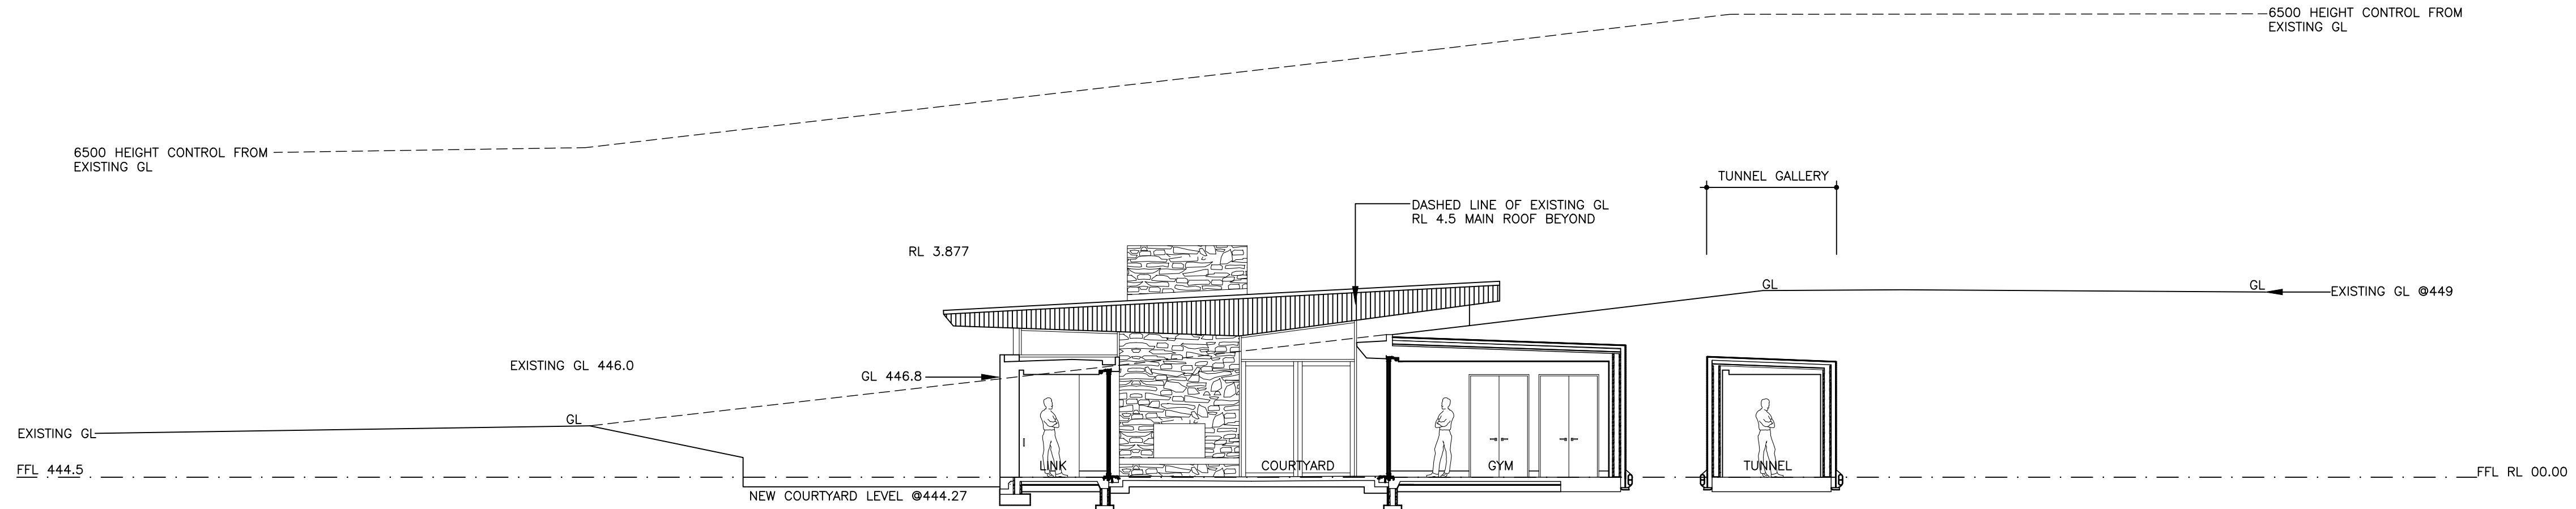 6500 HEIGHT CONTROL FROM
EXISTING GL
6500 HEIGHT CONTROL FROM
EXISTING GL
TUNNEL GALLERY
DASHED LINE OF EXISTING GL
RL 4.5 MAIN ROOF BEYOND
RL 3.877
GL
GL
EXISTING GL @449
EXISTING GL 446.0
GL 446.8
GL
EXISTING GL
FFL 444.5
LINK
COURTYARD
GYM
TUNNEL
FFL RL 00.00
NEW COURTYARD LEVEL @444.27